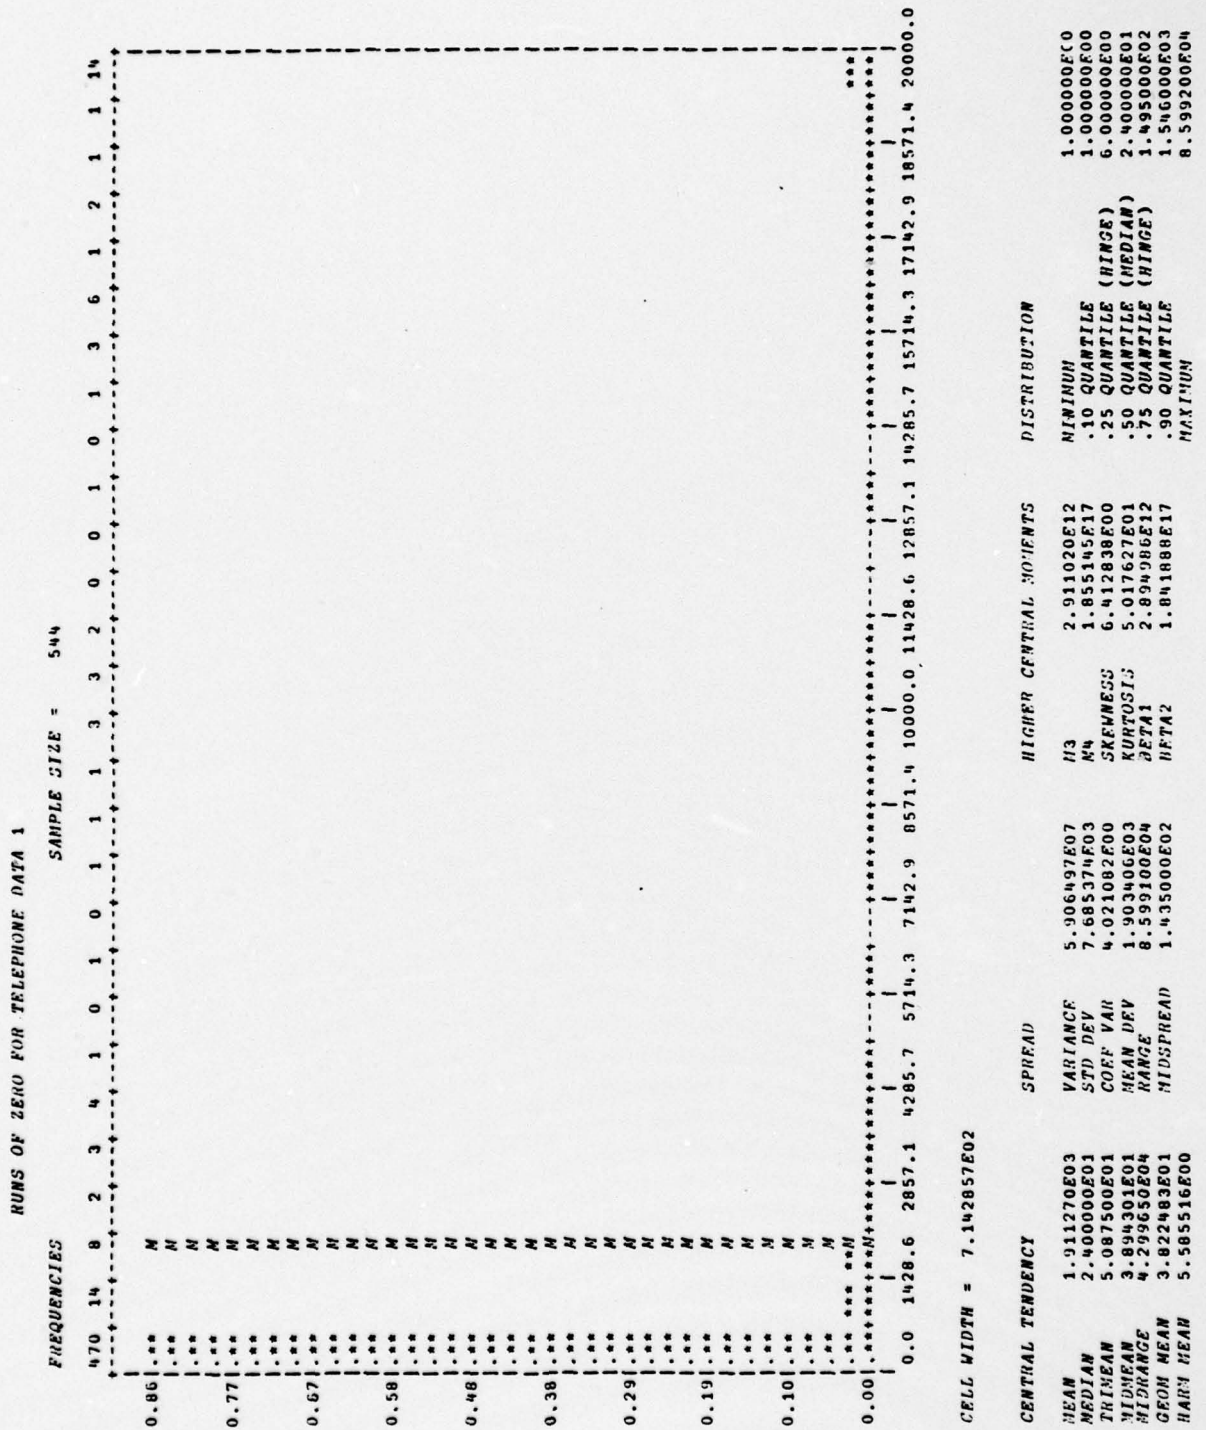 RUNS OF ZERO FOR TELEPHONE DATA 1
SAMPLE SIZE = 544
FREQUENCIES
470 14 8 2 3 4 1 0 1 0 1 1 1 3 3 2 0 0 1 0 1 3 6 1 2 1 1 14
0.86
0.77
0.67
0.58
0.48
0.38
0.29
0.19
0.10
0.00
0.0 1428.6 2857.1 4285.7 5714.3 7142.9 8571.4 10000.0 11428.6 12857.1 14285.7 15714.3 17142.9 18571.4 20000.0
CELL WIDTH = 7.142857E02
CENTRAL TENDENCY SPREAD HIGHER CENTRAL MOMENTS DISTRIBUTION
MEAN 1.911270E03 VARIANCE 5.906497E07 M3 2.911020E12 MINIMUM 1.000000E00
MEDIAN 2.400000E01 STD DEV 7.685374E03 M4 1.855145E17 .10 QUANTILE 1.000000E00
TRIMEAN 5.087500E01 COEF VAR 4.021082E00 SKEWNESS 6.412838E00 .25 QUANTILE (HINGE) 6.000000E00
MIDMEAN 3.894301E01 MEAN DEV 1.903406E03 KURTOSIS 5.017627E01 .50 QUANTILE (MEDIAN) 2.400000E01
MIDRANGE 4.299650E04 RANGE 8.599100E04 BETA1 2.894986E12 .75 QUANTILE (HINGE) 1.495000E02
GEOM MEAN 3.822483E01 MIDSPREAD 1.435000E02 BETA2 1.841888E17 .90 QUANTILE 1.546000E03
HARM MEAN 5.585516E00 MAXIMUM 8.599200E04